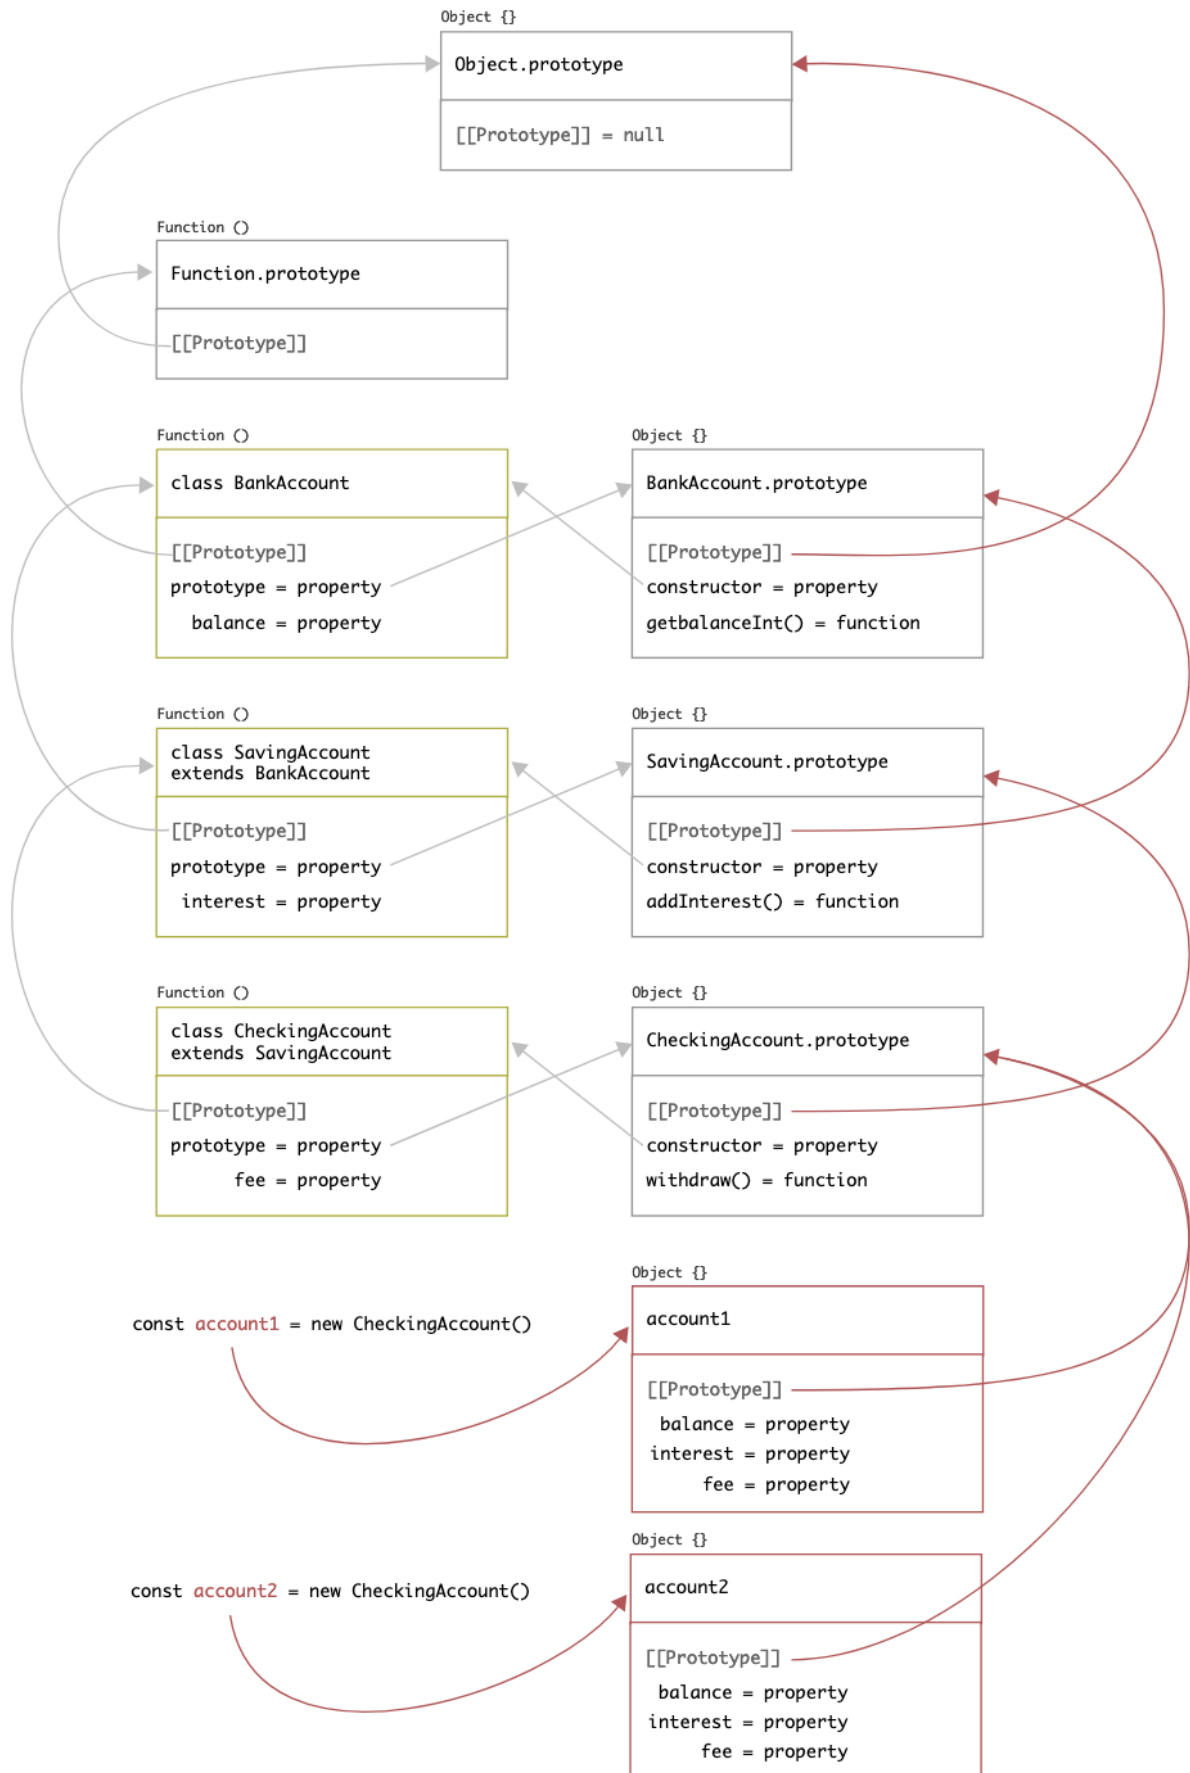 Object {}
Object.prototype
[[Prototype]] = null
Function ()
Function.prototype
[[Prototype]]
Function ()
class BankAccount
[[Prototype]]
prototype = property
balance = property
Object {}
BankAccount.prototype
[[Prototype]]
constructor = property
getbalanceInt() = function
Function ()
class SavingAccount
extends BankAccount
[[Prototype]]
prototype = property
interest = property
Object {}
SavingAccount.prototype
[[Prototype]]
constructor = property
addInterest() = function
Function ()
class CheckingAccount
extends SavingAccount
[[Prototype]]
prototype = property
fee = property
Object {}
CheckingAccount.prototype
[[Prototype]]
constructor = property
withdraw() = function
const account1 = new CheckingAccount()
Object {}
account1
[[Prototype]]
balance = property
interest = property
fee = property
const account2 = new CheckingAccount()
Object {}
account2
[[Prototype]]
balance = property
interest = property
fee = property